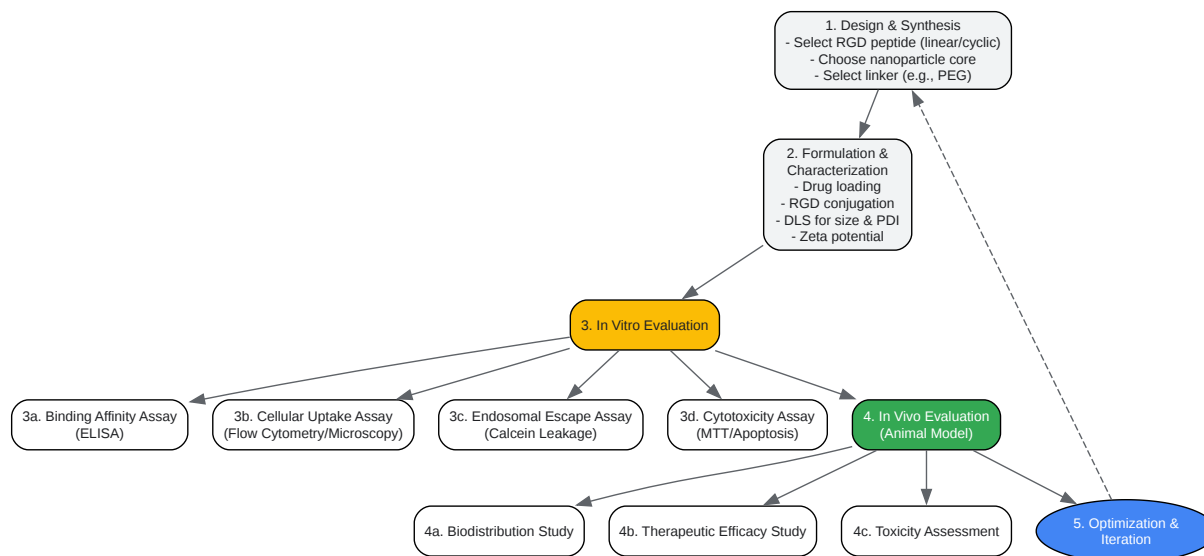 1. Design & Synthesis
- Select RGD peptide (linear/cyclic)
- Choose nanoparticle core
- Select linker (e.g., PEG)
2. Formulation &
Characterization
- Drug loading
- RGD conjugation
- DLS for size & PDI
- Zeta potential
3. In Vitro Evaluation
3a. Binding Affinity Assay
(ELISA)
3b. Cellular Uptake Assay
(Flow Cytometry/Microscopy)
3c. Endosomal Escape Assay
(Calcein Leakage)
3d. Cytotoxicity Assay
(MTT/Apoptosis)
4. In Vivo Evaluation
(Animal Model)
4a. Biodistribution Study
4b. Therapeutic Efficacy Study
4c. Toxicity Assessment
5. Optimization &
Iteration